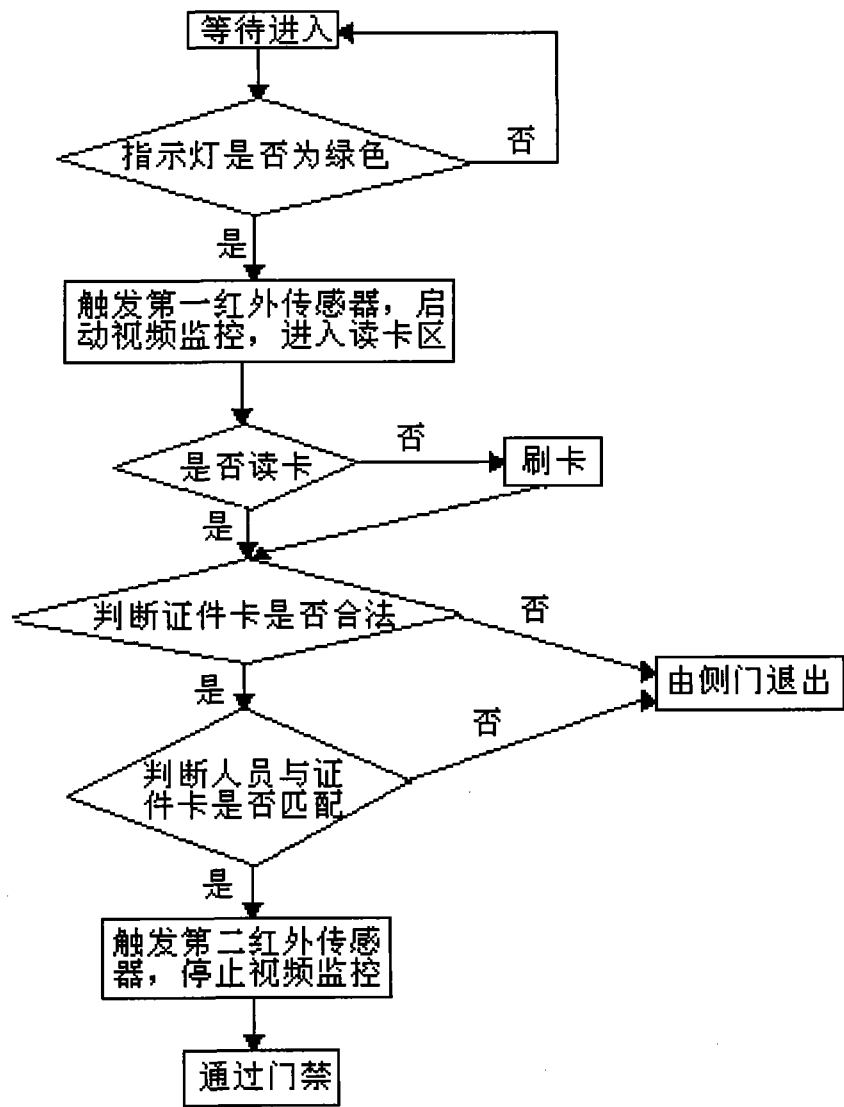 等待进入
指示灯是否为绿色
否
是
触发第一红外传感器，启
动视频监控，进入读卡区
否
是否读卡
刷卡
是
判断证件卡是否合法
否
是
由侧门退出
否
判断人员与证
件卡是否匹配
是
触发第二红外传感
器，停止视频监控
通过门禁